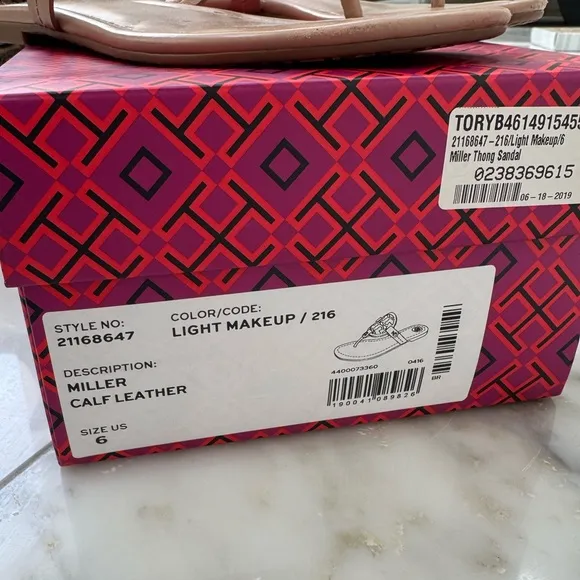 TORYB4614915455
21168647-216/Light Makeup/6
Miller Thong Sandal
0238369615
06-18-2019
STYLE NO:
21168647
COLOR/CODE:
LIGHT MAKEUP / 216
DESCRIPTION:
MILLER
CALF LEATHER
SIZE US
6
4400073360 0416
190041089826
BR